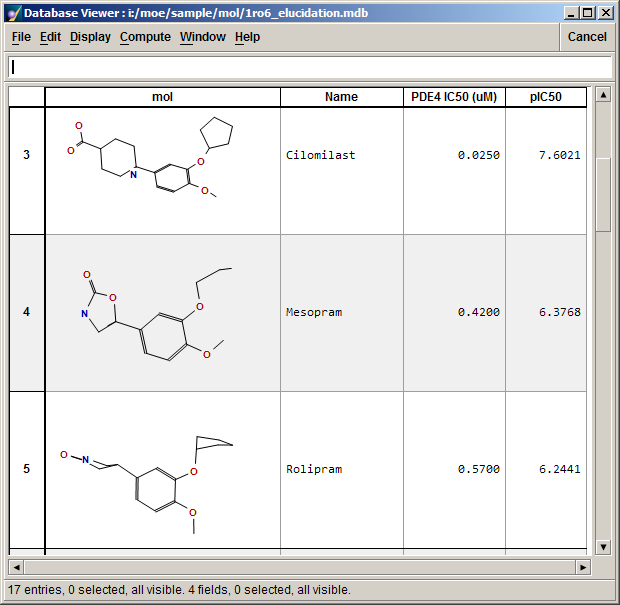 Database Viewer : i:/moe/sample/mol/1ro6_elucidation.mdb
File Edit Display Compute Window Help Cancel
mol Name PDE4 IC50 (uM) pIC50
3 O O N O O Cilomilast 0.0250 7.6021
4 O O N O O Mesopram 0.4200 6.3768
5 O N O O Rolipram 0.5700 6.2441
17 entries, 0 selected, all visible. 4 fields, 0 selected, all visible.